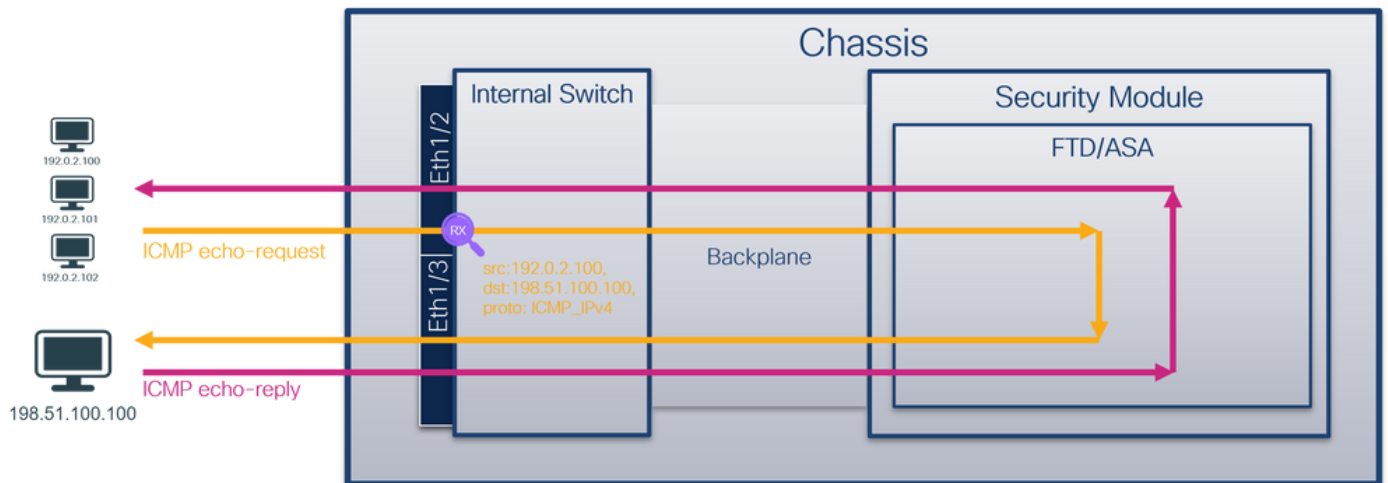 Chassis
Internal Switch
Security Module
FTD/ASA
Eth1/2
192.0.2.100
192.0.2.101
RX
ICMP echo-request
192.0.2.102
Backplane
src:192.0.2.100,
dst:198.51.100.100,
proto: ICMP_IPv4
Eth1/3
ICMP echo-reply
198.51.100.100